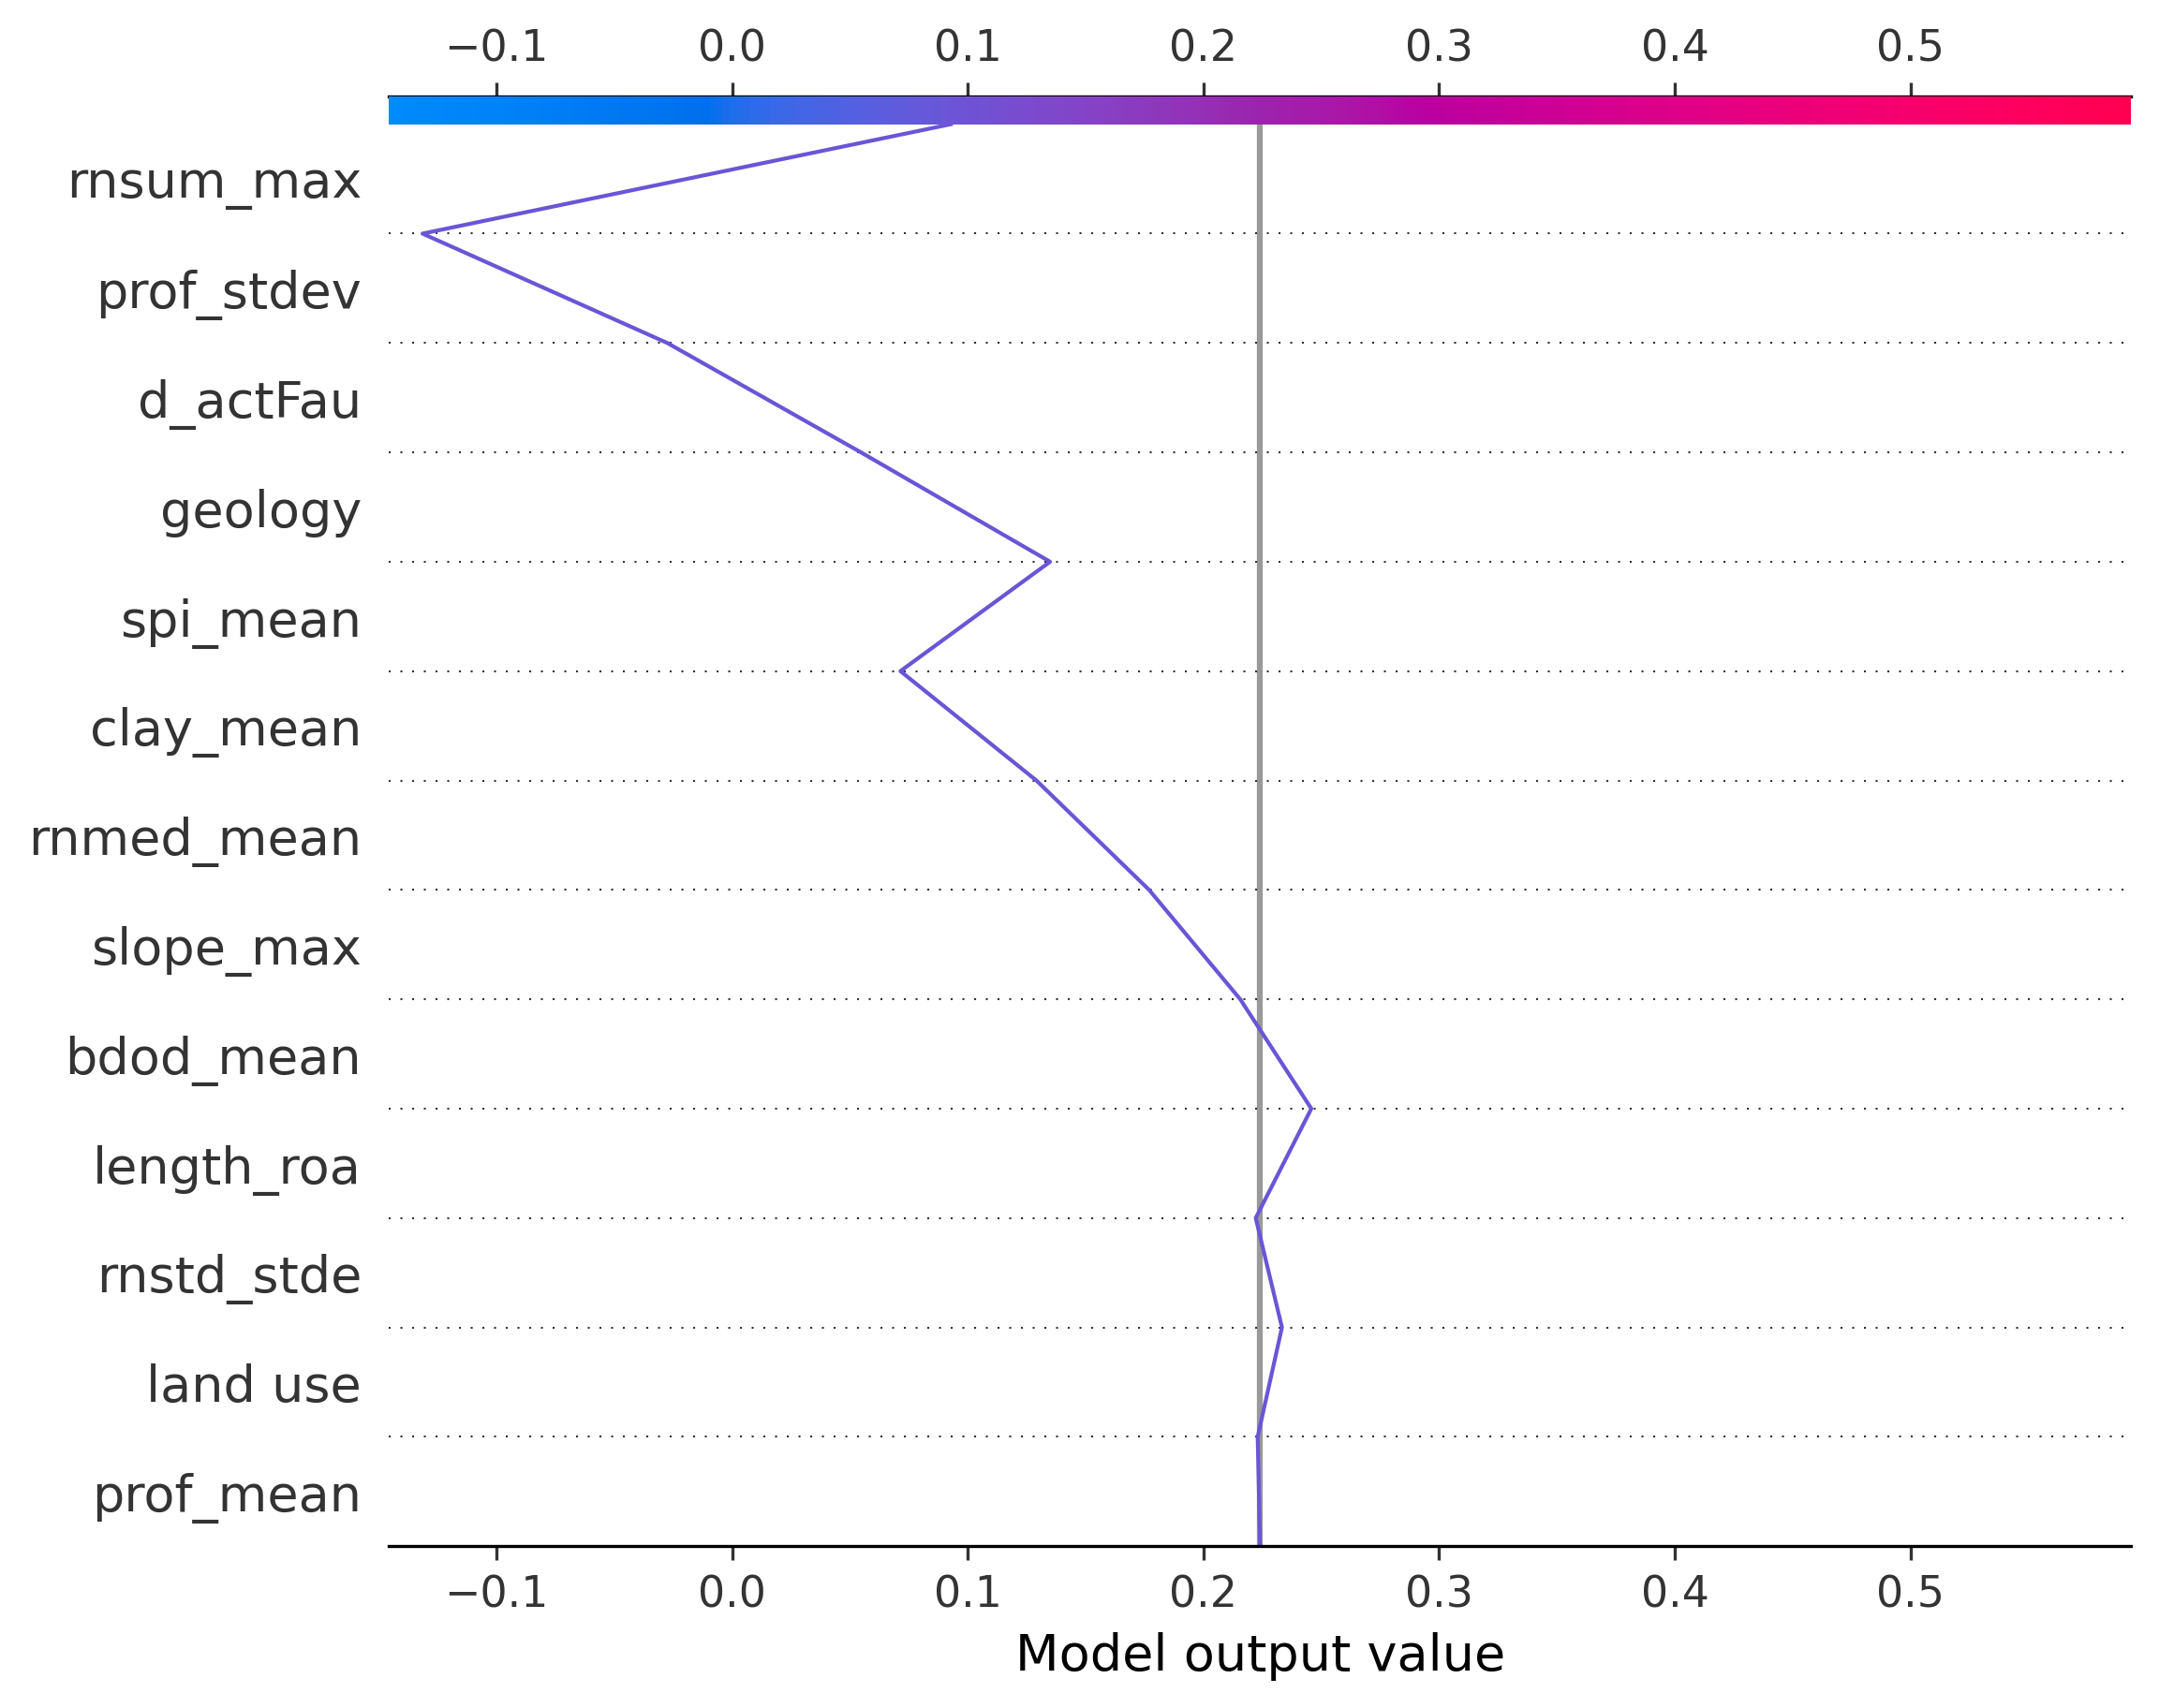 −0.1 0.0 0.1 0.2 0.3 0.4 0.5
rnsum_max
prof_stdev
d_actFau
geology
spi_mean
clay_mean
rnmed_mean
slope_max
bdod_mean
length_roa
rnstd_stde
land use
prof_mean
−0.1 0.0 0.1 0.2 0.3 0.4 0.5
Model output value